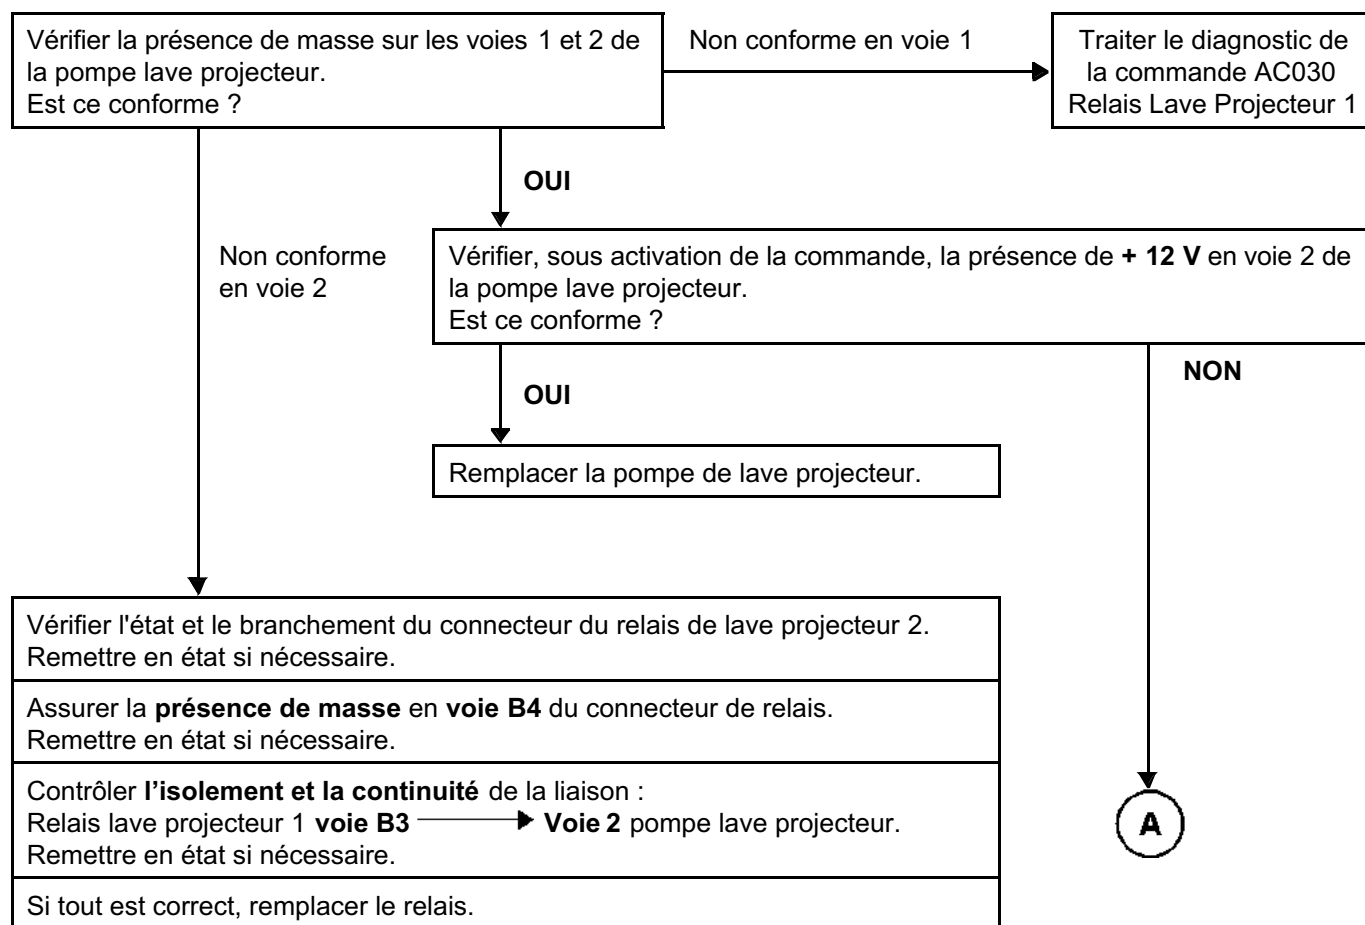 Vérifier la présence de masse sur les voies 1 et 2 de
la pompe lave projecteur.
Est ce conforme ?
Non conforme en voie 1
Traiter le diagnostic de
la commande AC030
Relais Lave Projecteur 1
OUI
Non conforme
en voie 2
Vérifier, sous activation de la commande, la présence de + 12 V en voie 2 de
la pompe lave projecteur.
Est ce conforme ?
NON
OUI
Remplacer la pompe de lave projecteur.
Vérifier l'état et le branchement du connecteur du relais de lave projecteur 2.
Remettre en état si nécessaire.
Assurer la présence de masse en voie B4 du connecteur de relais.
Remettre en état si nécessaire.
Contrôler l’isolement et la continuité de la liaison :
Relais lave projecteur 1 voie B3 Voie 2 pompe lave projecteur.
Remettre en état si nécessaire.
A
Si tout est correct, remplacer le relais.